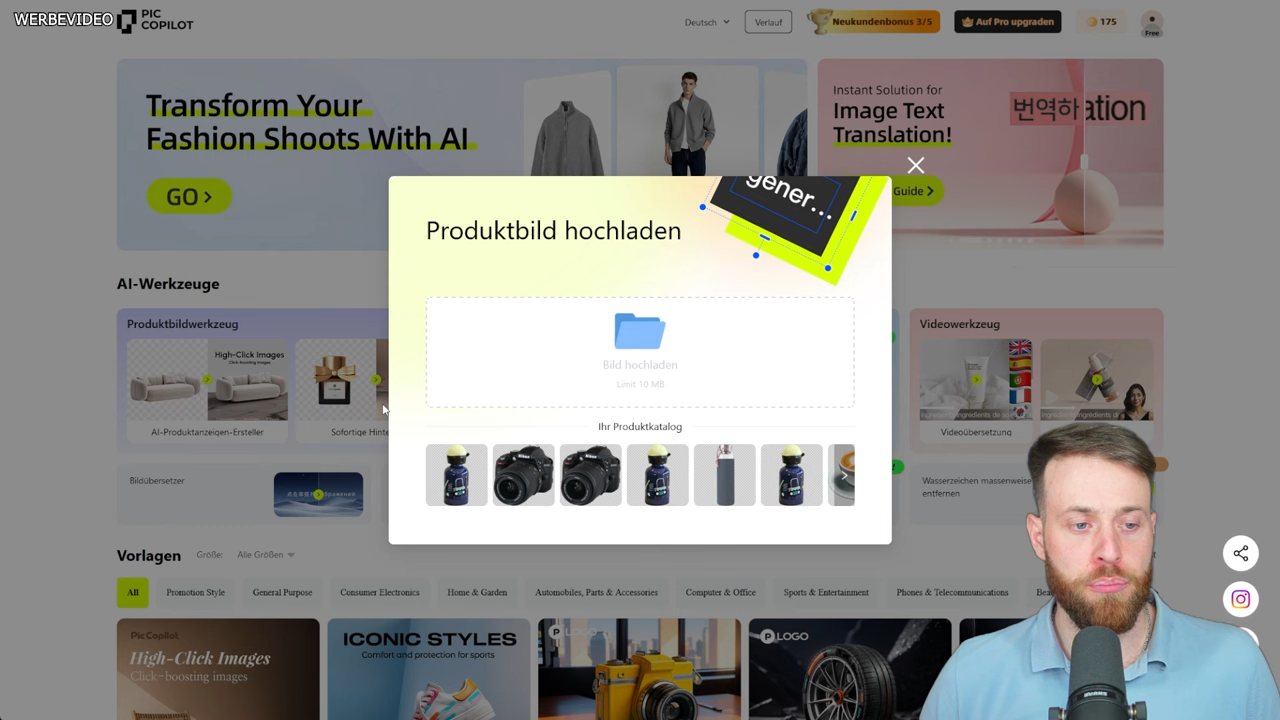 WERBEVIDEO
PIC
COPILOT
Deutsch
Verlauf
Neukundenbonus 3/5
Auf Pro upgraden
175
Free
Transform Your
Fashion Shoots With AI
GO >
Instant Solution for
Image Text
Translation!
Guide >
번역하ation
gener...
Produktbild hochladen
Bild hochladen
Limit 10 MB
Ihr Produktkatalog
AI-Werkzeuge
Produktbildwerkzeug
High-Click Images
Click-boosting images
AI-Produktanzeigen-Ersteller
Sofortige Hinte
Videowerkzeug
Videoübersetzung
Bildübersetzer
Wasserzeichen massenweise
entfernen
Vorlagen
Größe:
Alle Größen
All
Promotion Style
General Purpose
Consumer Electronics
Home & Garden
Automobiles, Parts & Accessories
Computer & Office
Sports & Entertainment
Phones & Telecommunications
Bea
Pic Copilot
High-Click Images
Click-boosting images
ICONIC STYLES
Comfort and protection for sports
LOGO
LOGO